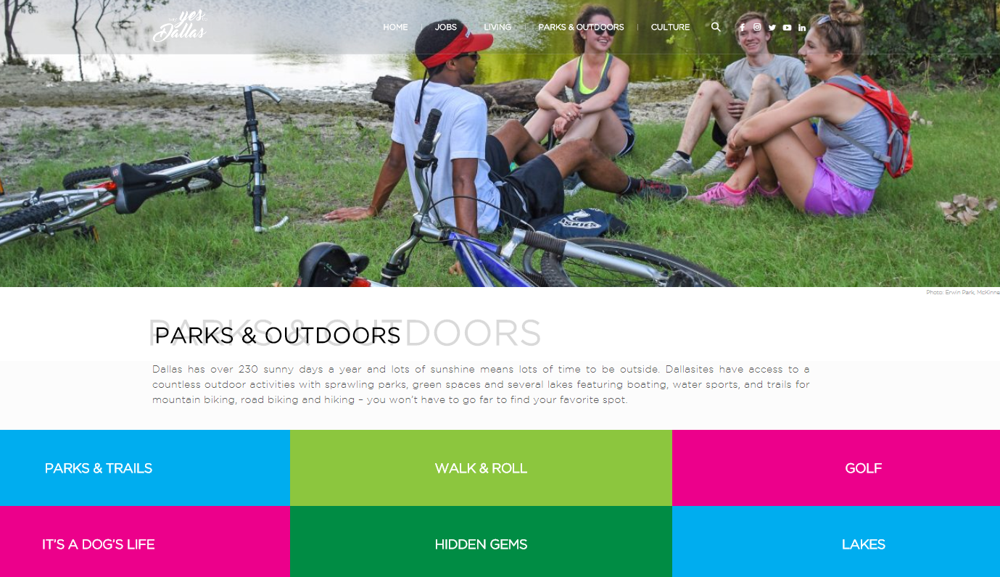 yes
Dallas
HOME
JOBS
LIVING
PARKS & OUTDOORS
CULTURE
Photo: Erwin Park, McKinne
PARKS & OUTDOORS
PARKS & OUTDOORS
Dallas has over 230 sunny days a year and lots of sunshine means lots of time to be outside. Dallasites have access to a
countless outdoor activities with sprawling parks, green spaces and several lakes featuring boating, water sports, and trails for
mountain biking, road biking and hiking – you won't have to go far to find your favorite spot.
PARKS & TRAILS
WALK & ROLL
GOLF
IT'S A DOG'S LIFE
HIDDEN GEMS
LAKES